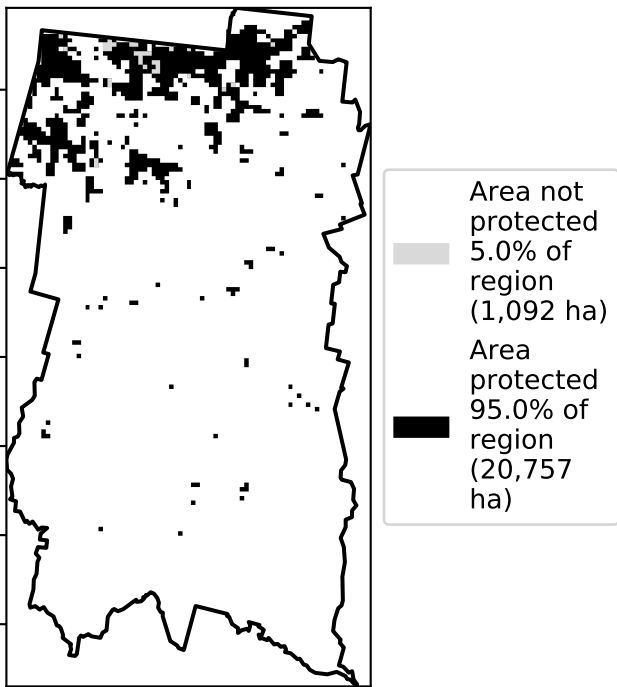 Area not
protected
5.0% of
region
(1,092 ha)
Area
protected
95.0% of
region
(20,757
ha)